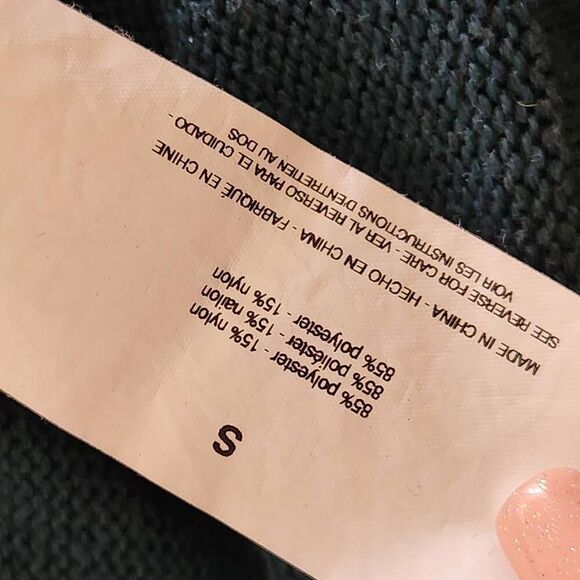 S
85% polyester - 15% nylon
85% poliéster - 15% nailon
85% polyester - 15% nylon
MADE IN CHINA - HECHO EN CHINA - FABRIQUÉ EN CHINE
SEE REVERSE FOR CARE - VER AL REVERSO PARA EL CUIDADO -
VOIR LES INSTRUCTIONS D'ENTRETIEN AU DOS